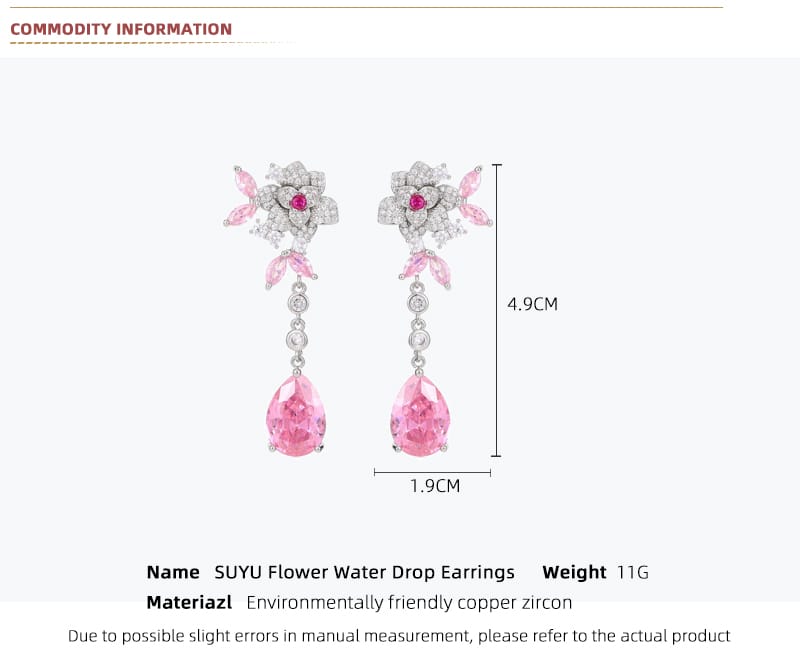 COMMODITY INFORMATION
4.9CM
1.9CM
Name SUYU Flower Water Drop Earrings Weight 11G
Materiazl Environmentally friendly copper zircon
Due to possible slight errors in manual measurement, please refer to the actual product